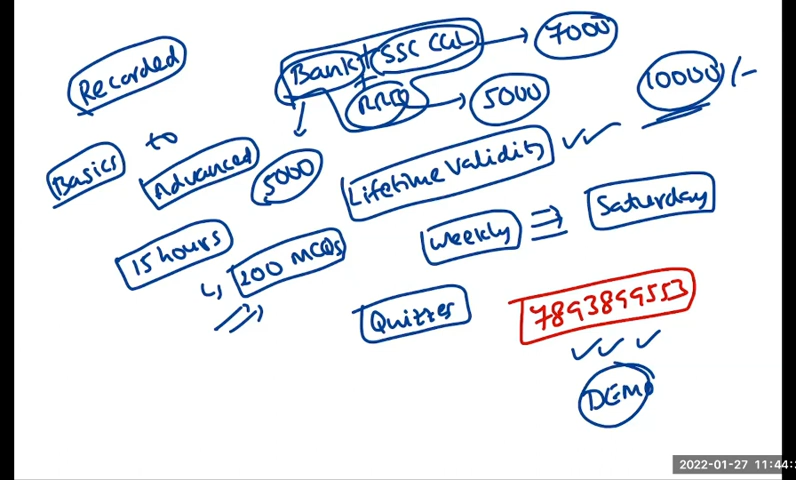 Recorded
Bank + SSC CGL → 7000
+
RRB → 5000
10000/-
Basics to Advanced
5000
Lifetime Validity
15 hours
200 MCQs
Weekly ⇒ Saturday
Quizzes
7893899553
DEMO
2022-01-27 11:44: